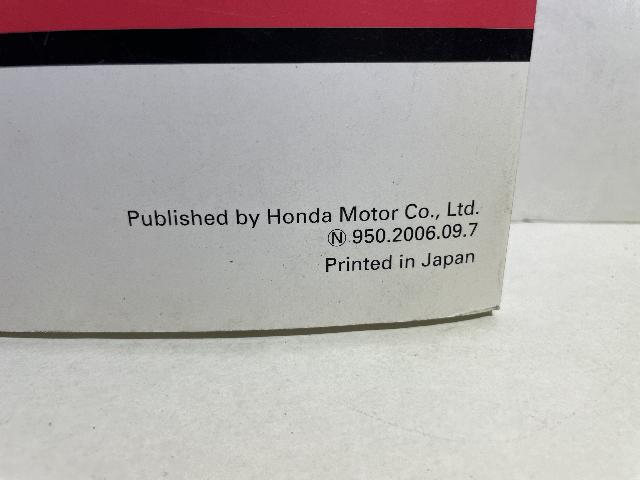 Published by Honda Motor Co., Ltd.
Ⓝ 950.2006.09.7
Printed in Japan